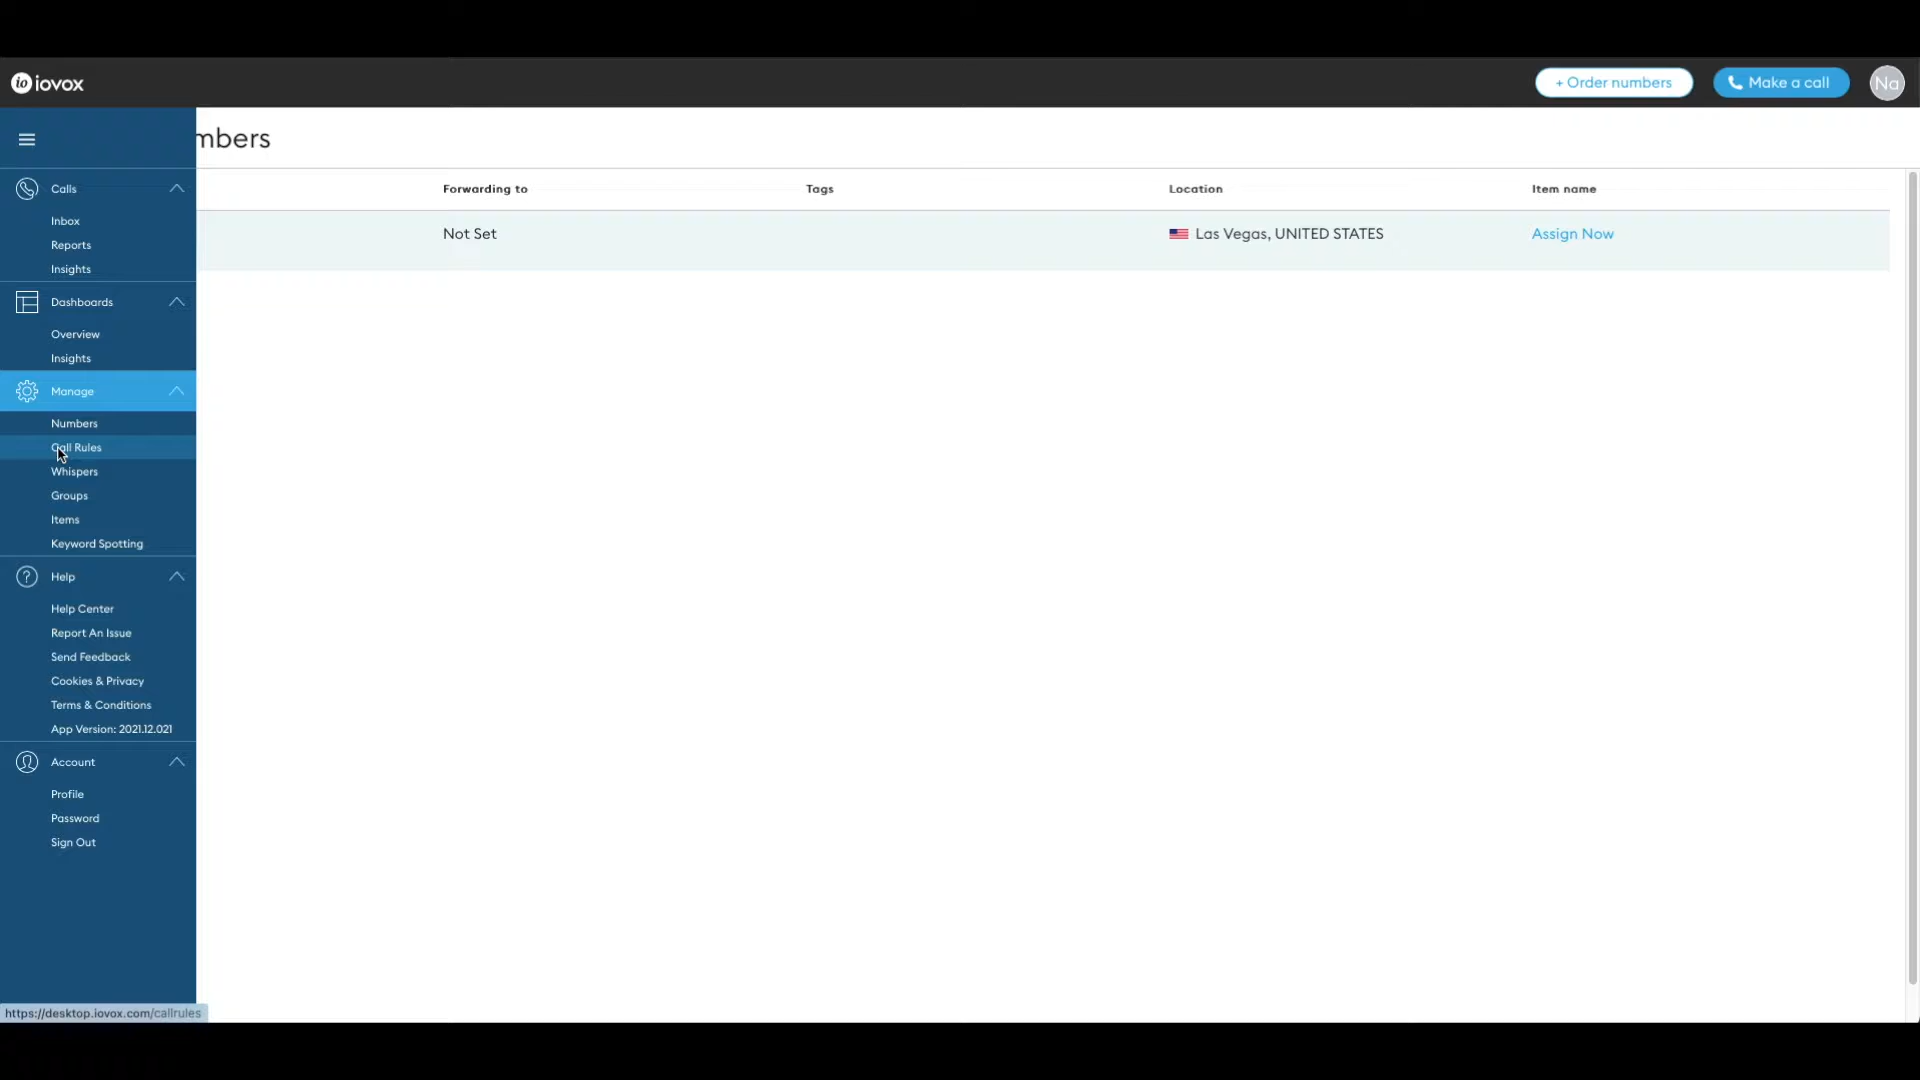 io iovox
+ Order numbers
Make a call
Na
mbers
Calls
Inbox
Reports
Insights
Dashboards
Overview
Insights
Manage
Numbers
Call Rules
Whispers
Groups
Items
Keyword Spotting
Help
Help Center
Report An Issue
Send Feedback
Cookies & Privacy
Terms & Conditions
App Version: 2021.12.021
Account
Profile
Password
Sign Out
Forwarding to
Tags
Location
Item name
Not Set
Las Vegas, UNITED STATES
Assign Now
https://desktop.iovox.com/callrules